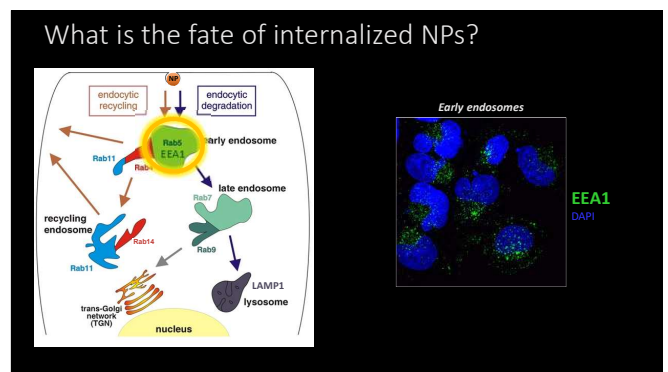 What is the fate of internalized NPs?
NP
endocytic
recycling
endocytic
degradation
Rab5
EEA1
early endosome
Rab11
late endosome
Rab7
recycling
endosome
Rab14
Rab9
Rab11
LAMP1
lysosome
trans-Golgi
network
(TGN)
nucleus
Early endosomes
EEA1
DAPI